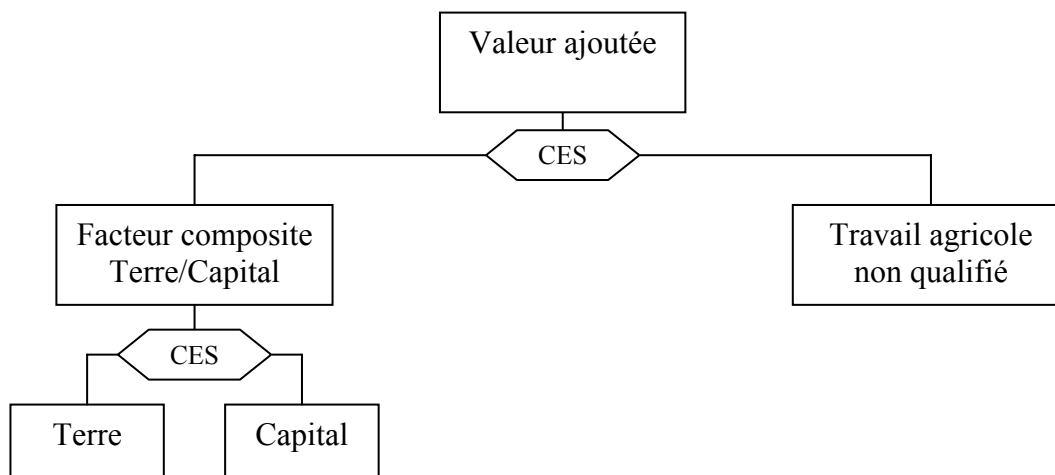 Valeur ajoutée
CES
Facteur composite
Terre/Capital
Travail agricole
non qualifié
CES
Terre
Capital